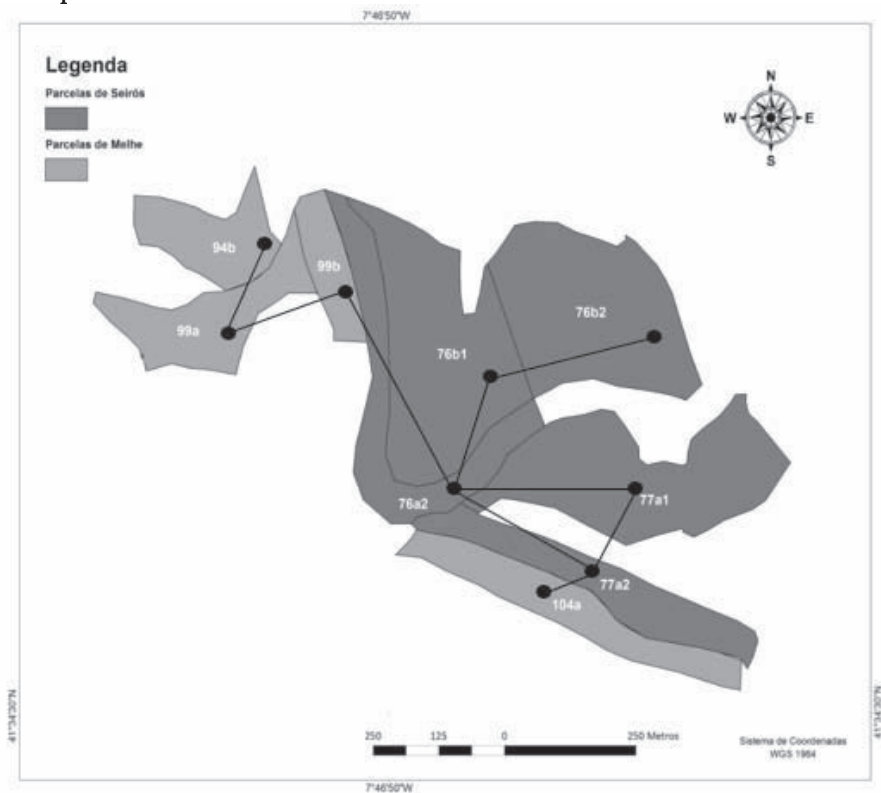 7°46'50"W
Legenda
Parcelas de Seirós
Parcelas de Melhe
N
W
E
S
94b
99b
99a
76b1
76b2
76a2
77a1
77a2
104a
250 125 0 250 Metros
Sistema de Coordenadas
WGS 1984
41°34'30"N
41°34'30"N
7°46'50"W